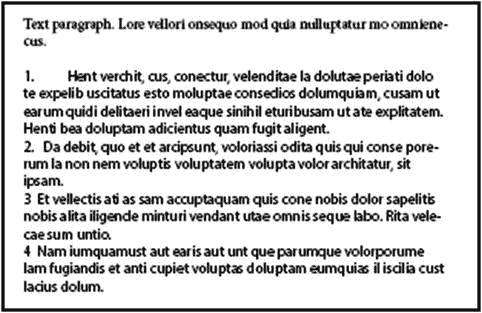 Text paragraph. Lore vellori onsequo mod quia nulluptatur mo omniene-
cus.
1. Hent verchit, cus, conectur, velenditae la dolutae periati dolo
te expelib uscitatus esto moluptae consedios dolumquiam, cusam ut
earum quidi delitaeri invel eaque sinihil eturibusam ut ate explitatem.
Henti bea doluptam adicientus quam fugit aligent.
2. Da debit, quo et et arcipsunt, voloriassi odita quis qui conse pore-
rum la non nem voluptis voluptatem volupta volor architatur, sit
ipsam.
3 Et vellectis ati as sam accuptaquam quis cone nobis dolor sapelitis
nobis alita iligende minturi vendant utae omnis seque labo. Rita vele-
cae sum untio.
4 Nam iumquamust aut earis aut unt que parumque volorporume
lam fugiandis et anti cupiet voluptas doluptam eumquias il iscilia cust
lacius dolum.